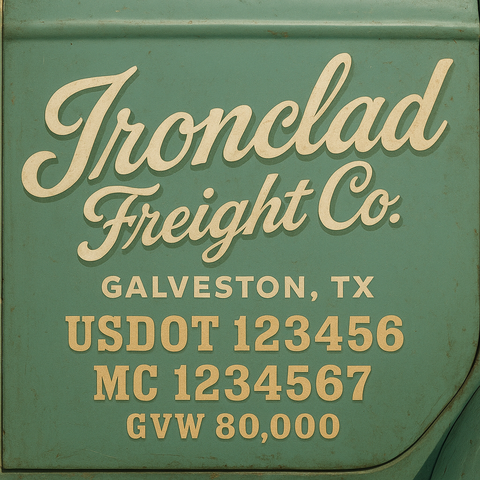 Ironclad
Freight Co.
GALVESTON, TX
USDOT 123456
MC 1234567
GVW 80,000